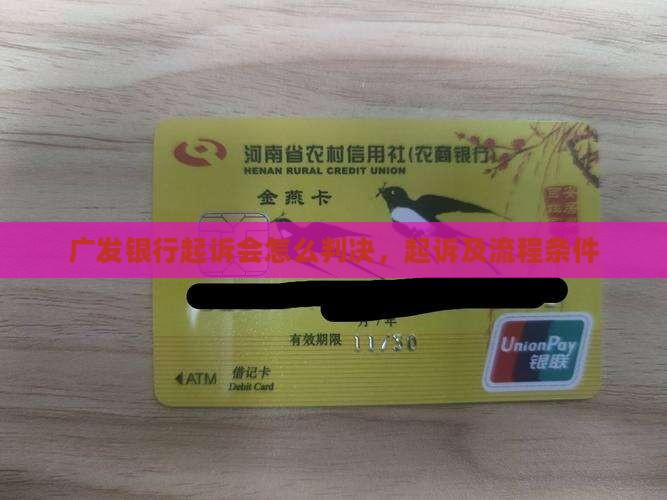 河南省农村信用社(农商银行)
HENAN RURAL CREDIT UNION
金燕卡
广发银行起诉会怎么判决，起诉及流程条件
月/年
有效期限 11/30
UnionPay
银联
ATM 借记卡
Debit Card